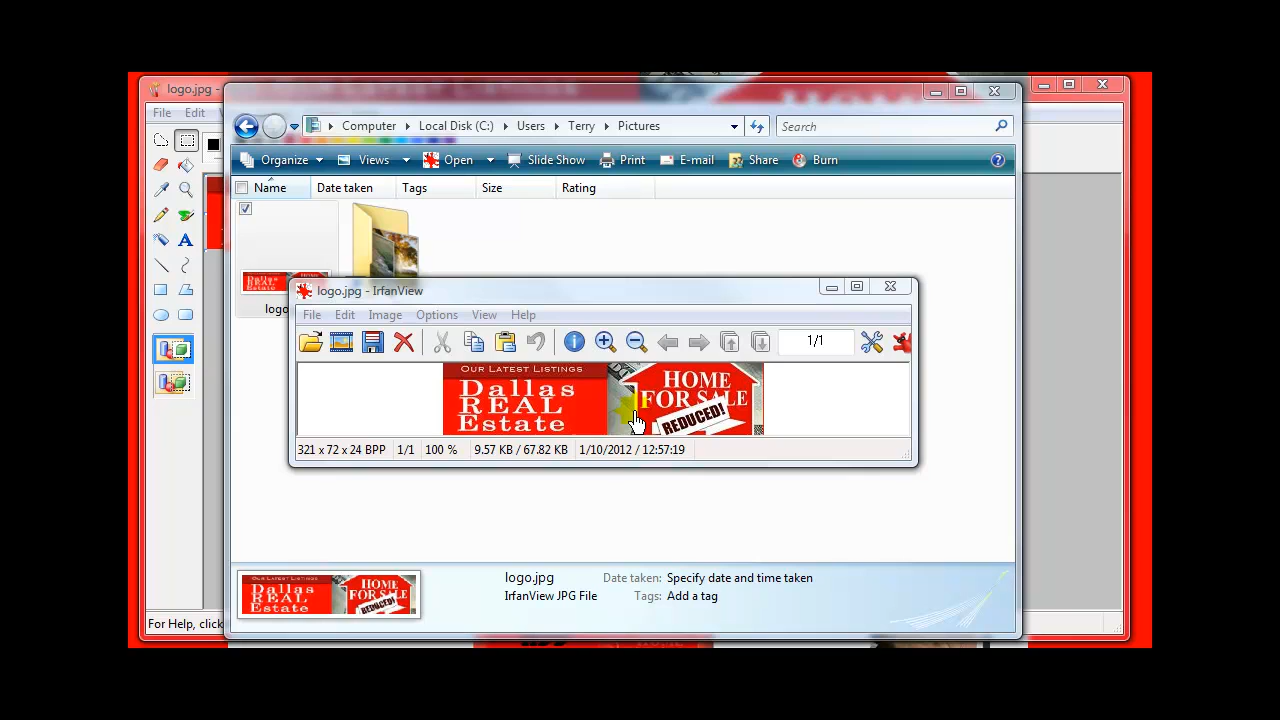 logo.jpg -
File Edit
Computer Local Disk (C:) Users Terry Pictures
Search
Organize Views Open Slide Show Print E-mail Share Burn
Name Date taken Tags Size Rating
logo
logo.jpg - IrfanView
File Edit Image Options View Help
1/1
OUR LATEST LISTINGS
Dallas
REAL
Estate
HOME
FOR SALE
REDUCED!
321 x 72 x 24 BPP 1/1 100 % 9.57 KB / 67.82 KB 1/10/2012 / 12:57:19
OUR LATEST LISTINGS
Dallas
REAL
Estate
HOME
FOR SALE
REDUCED!
logo.jpg Date taken: Specify date and time taken
IrfanView JPG File Tags: Add a tag
For Help, click